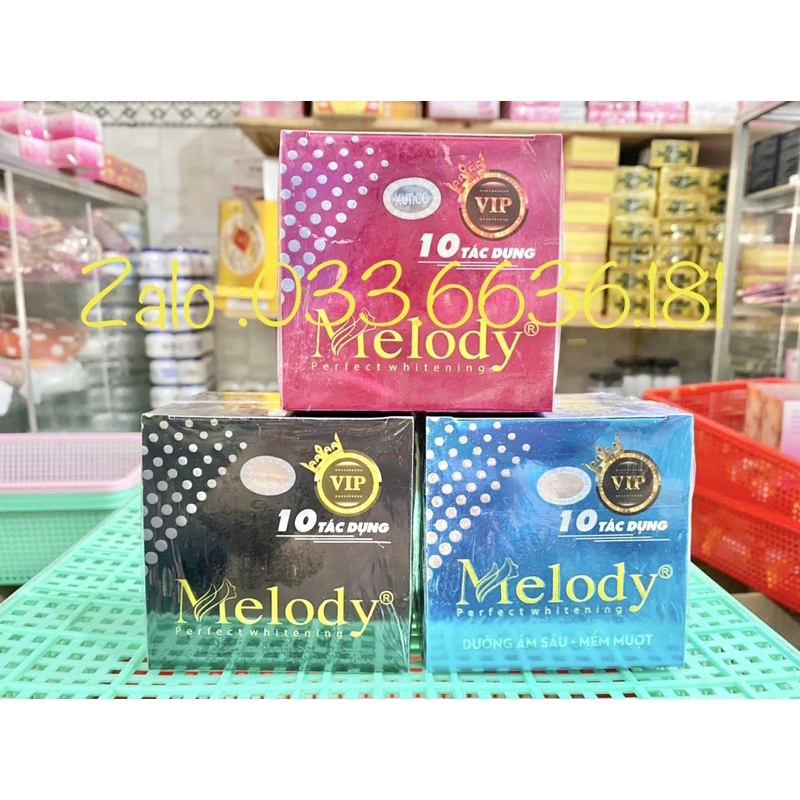 VIP
10 TÁC DỤNG
Zalo :033.6636.181
Melody®
Perfect whitening
VIP
10 TÁC DỤNG
Melody®
Perfect whitening
VIP
10 TÁC DỤNG
Melody®
Perfect whitening
DƯỠNG ẨM SÂU - MỀM MƯỢT